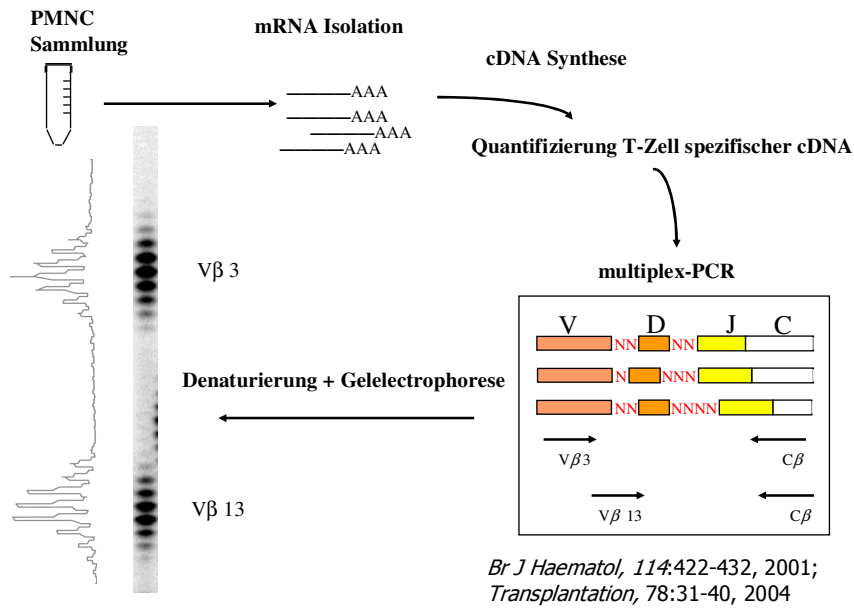 PMNC
Sammlung
mRNA Isolation
cDNA Synthese
————AAA
————AAA
————AAA
————AAA
Quantifizierung T-Zell spezifischer cDNA
multiplex-PCR
V D J C
NN NN
N NNN
NN NNNN
Vβ3 Cβ
Vβ 13 Cβ
Vβ 3
Denaturierung + Gelelectrophorese
Vβ 13
Br J Haematol, 114:422-432, 2001;
Transplantation, 78:31-40, 2004